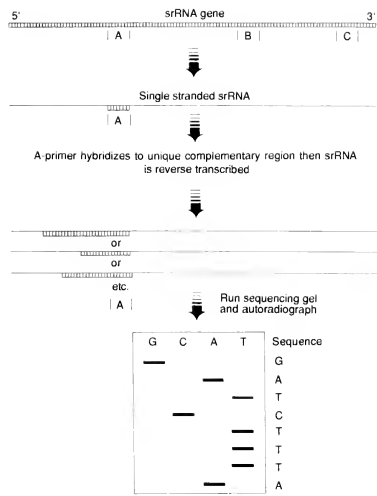 5' srRNA gene 3'
| A | | B | | C |
Single stranded srRNA
| A |
A-primer hybridizes to unique complementary region then srRNA
is reverse transcribed
or
or
etc.
| A |
Run sequencing gel
and autoradiograph
G C A T Sequence
G
A
T
C
T
T
T
A